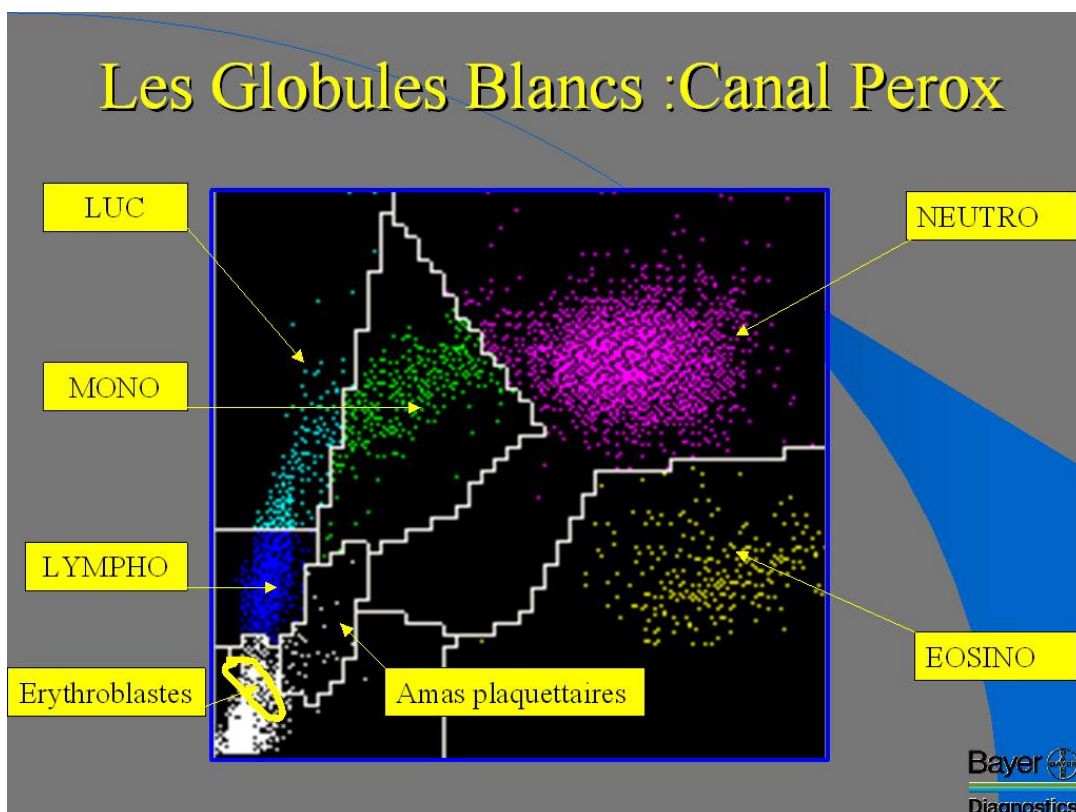 Les Globules Blancs :Canal Perox
LUC
NEUTRO
MONO
LYMPHO
EOSINO
Erythroblastes
Amas plaquettaires
Bayer
Diagnostics